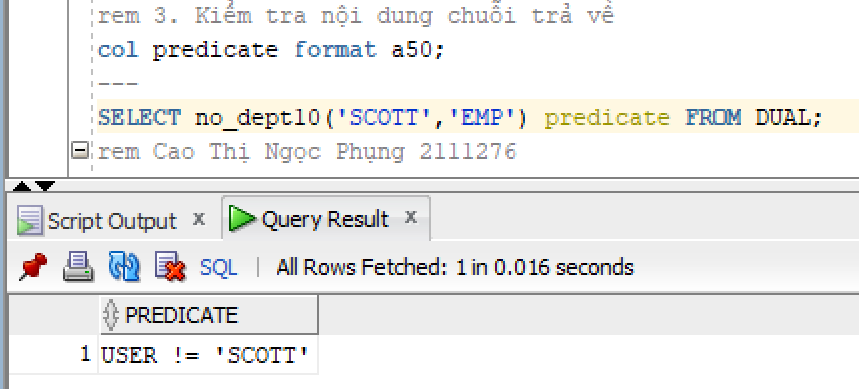 rem 3. Kiểm tra nội dung chuỗi trả về
col predicate format a50;
---
SELECT no_dept10('SCOTT','EMP') predicate FROM DUAL;
rem Cao Thị Ngọc Phụng 2111276
Script Output x Query Result x
SQL | All Rows Fetched: 1 in 0.016 seconds
PREDICATE
1 USER != 'SCOTT'